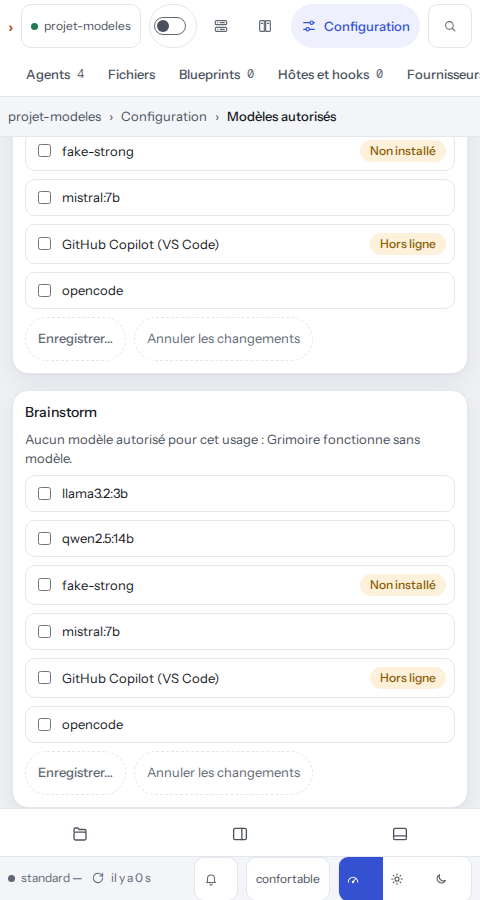 › projet-modeles Configuration
Agents 4 Fichiers Blueprints 0 Hôtes et hooks 0 Fournisseurs
projet-modeles › Configuration › Modèles autorisés
fake-strong Non installé
mistral:7b
GitHub Copilot (VS Code) Hors ligne
opencode
Enregistrer… Annuler les changements
Brainstorm
Aucun modèle autorisé pour cet usage : Grimoire fonctionne sans
modèle.
llama3.2:3b
qwen2.5:14b
fake-strong Non installé
mistral:7b
GitHub Copilot (VS Code) Hors ligne
opencode
Enregistrer… Annuler les changements
standard — il y a 0 s confortable